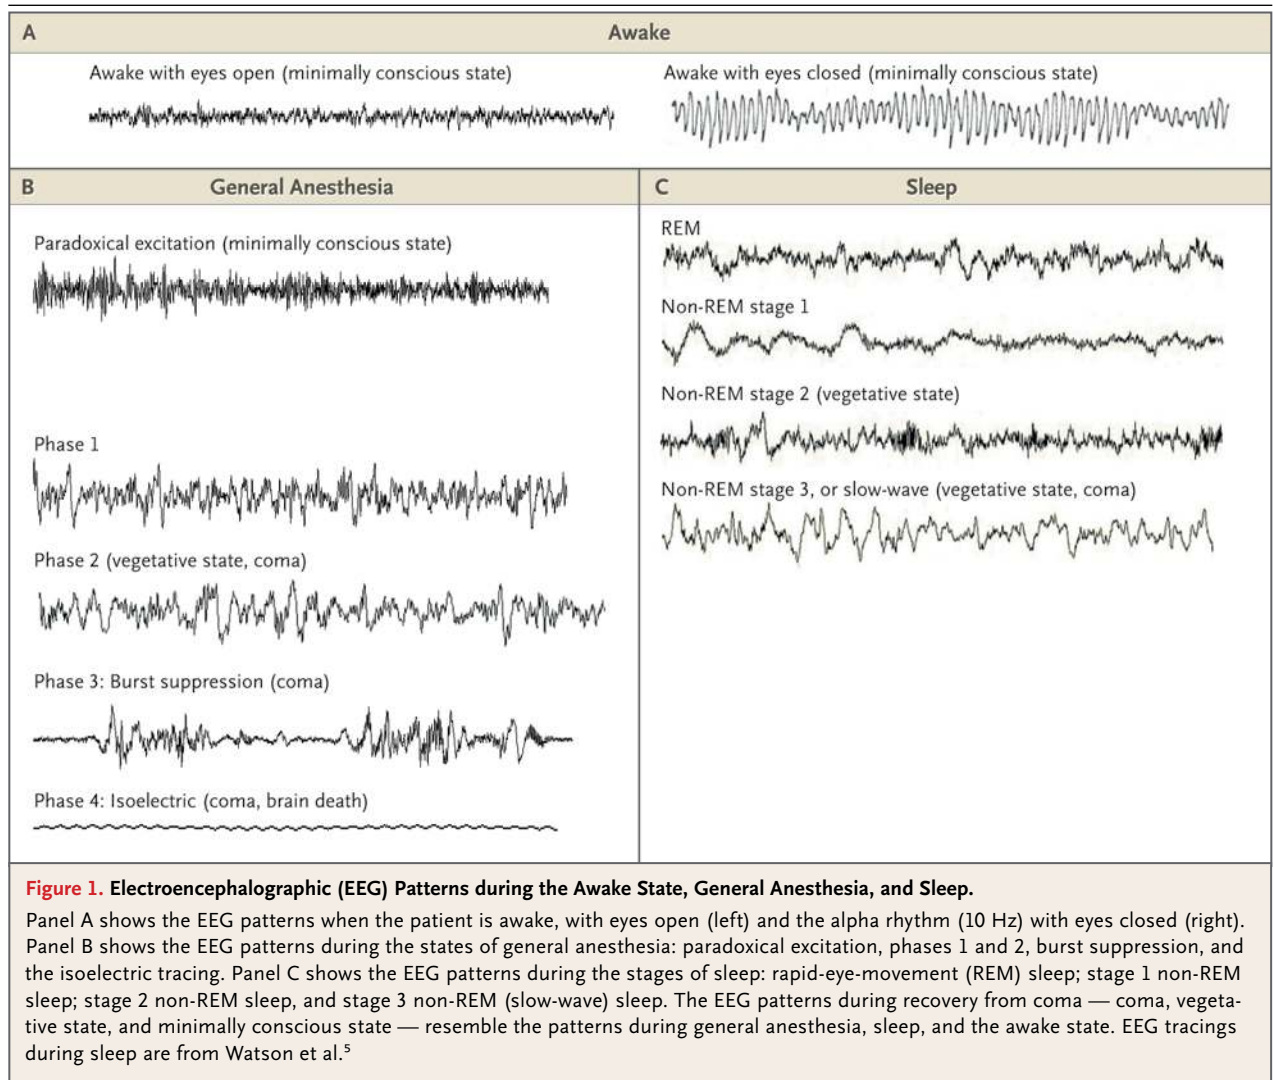 A
Awake
Awake with eyes open (minimally conscious state)
Awake with eyes closed (minimally conscious state)
B
General Anesthesia
Paradoxical excitation (minimally conscious state)
Phase 1
Phase 2 (vegetative state, coma)
Phase 3: Burst suppression (coma)
Phase 4: Isoelectric (coma, brain death)
C
Sleep
REM
Non-REM stage 1
Non-REM stage 2 (vegetative state)
Non-REM stage 3, or slow-wave (vegetative state, coma)
Figure 1. Electroencephalographic (EEG) Patterns during the Awake State, General Anesthesia, and Sleep.
Panel A shows the EEG patterns when the patient is awake, with eyes open (left) and the alpha rhythm (10 Hz) with eyes closed (right).
Panel B shows the EEG patterns during the states of general anesthesia: paradoxical excitation, phases 1 and 2, burst suppression, and
the isoelectric tracing. Panel C shows the EEG patterns during the stages of sleep: rapid-eye-movement (REM) sleep; stage 1 non-REM
sleep; stage 2 non-REM sleep, and stage 3 non-REM (slow-wave) sleep. The EEG patterns during recovery from coma — coma, vegeta-
tive state, and minimally conscious state — resemble the patterns during general anesthesia, sleep, and the awake state. EEG tracings
during sleep are from Watson et al.⁵